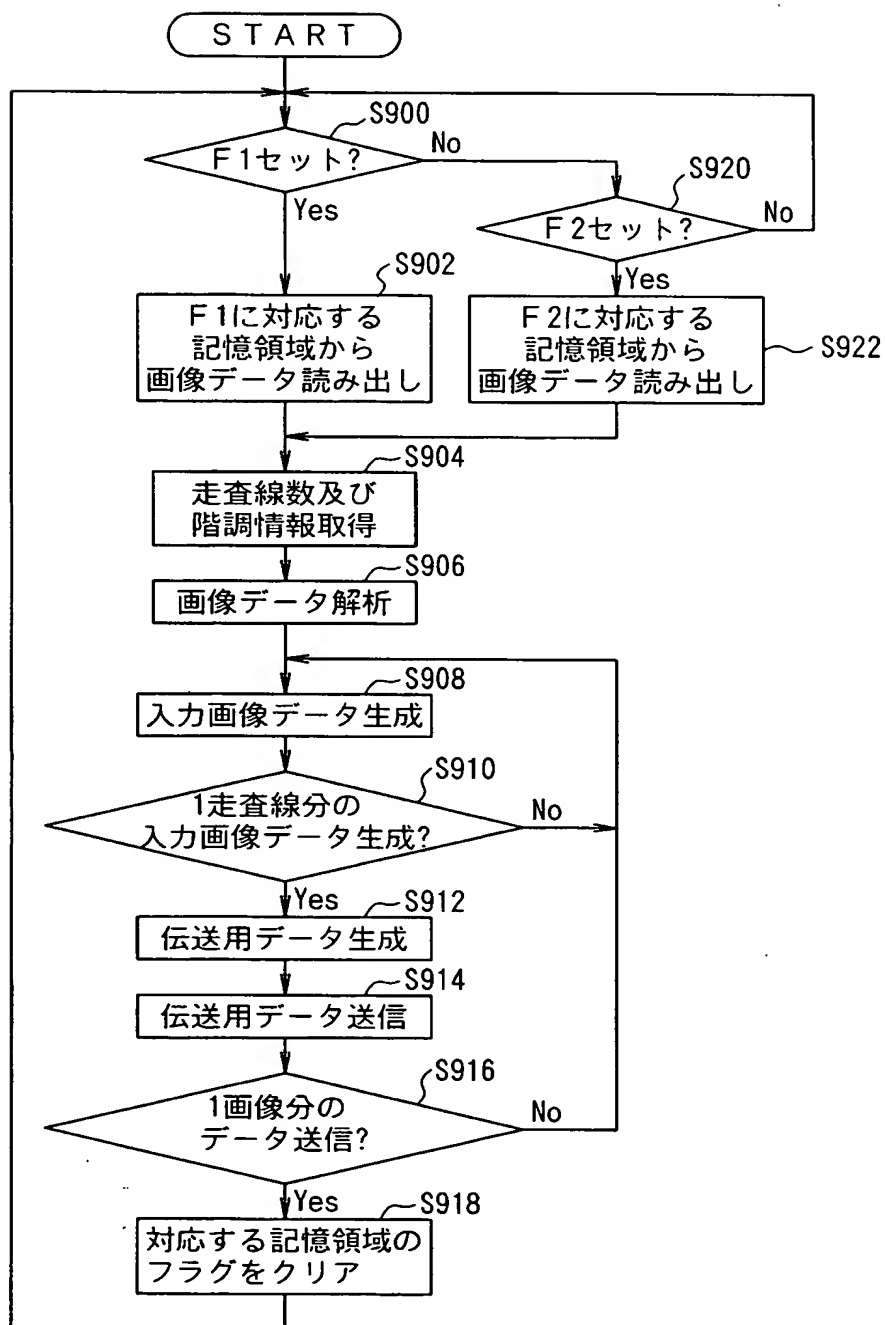 START
S900
F1セット?
No
Yes
S920
F2セット?
No
Yes
S902
F1に対応する
記憶領域から
画像データ読み出し
F2に対応する
記憶領域から
画像データ読み出し
S922
S904
走査線数及び
階調情報取得
S906
画像データ解析
S908
入力画像データ生成
S910
1走査線分の
入力画像データ生成?
No
Yes
S912
伝送用データ生成
S914
伝送用データ送信
S916
1画像分の
データ送信?
No
Yes
S918
対応する記憶領域の
フラグをクリア